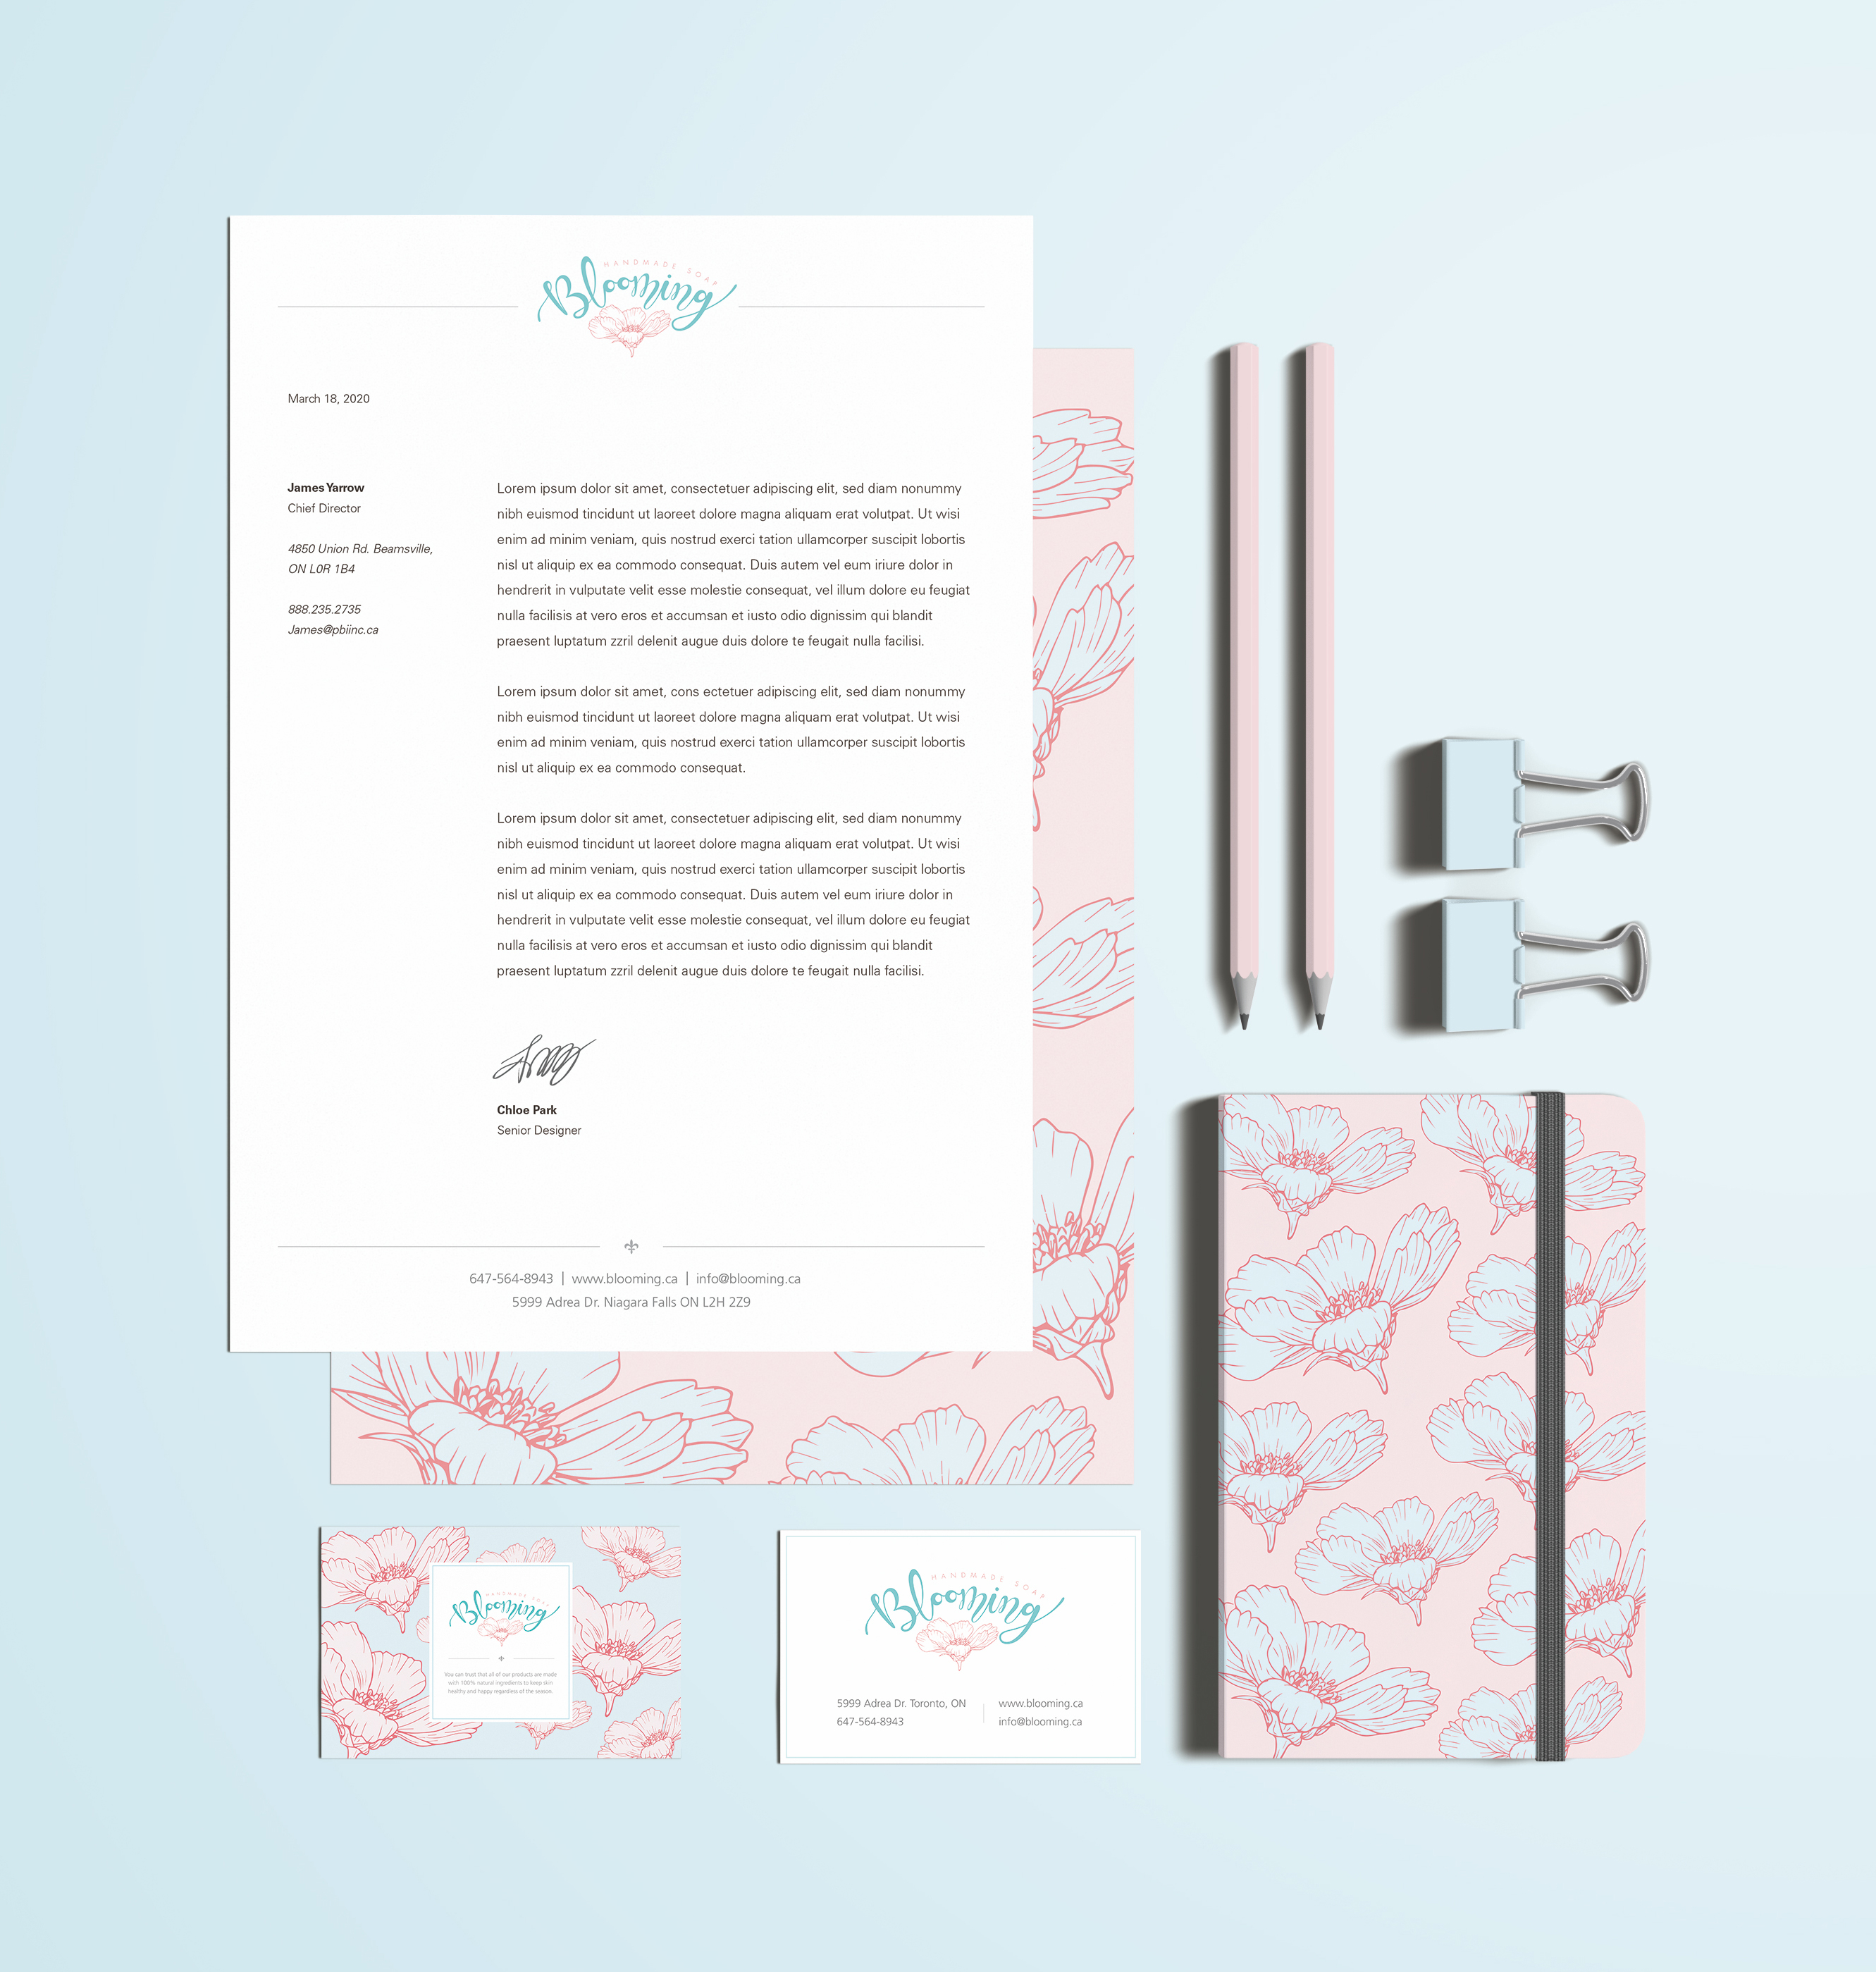 HANDMADE SOAP
Blooming
March 18, 2020
James Yarrow
Chief Director
4850 Union Rd. Beamsville,
ON L0R 1B4
888.235.2735
James@pbiinc.ca
Lorem ipsum dolor sit amet, consectetuer adipiscing elit, sed diam nonummy
nibh euismod tincidunt ut laoreet dolore magna aliquam erat volutpat. Ut wisi
enim ad minim veniam, quis nostrud exerci tation ullamcorper suscipit lobortis
nisl ut aliquip ex ea commodo consequat. Duis autem vel eum iriure dolor in
hendrerit in vulputate velit esse molestie consequat, vel illum dolore eu feugiat
nulla facilisis at vero eros et accumsan et iusto odio dignissim qui blandit
praesent luptatum zzril delenit augue duis dolore te feugait nulla facilisi.
Lorem ipsum dolor sit amet, cons ectetuer adipiscing elit, sed diam nonummy
nibh euismod tincidunt ut laoreet dolore magna aliquam erat volutpat. Ut wisi
enim ad minim veniam, quis nostrud exerci tation ullamcorper suscipit lobortis
nisl ut aliquip ex ea commodo consequat.
Lorem ipsum dolor sit amet, consectetuer adipiscing elit, sed diam nonummy
nibh euismod tincidunt ut laoreet dolore magna aliquam erat volutpat. Ut wisi
enim ad minim veniam, quis nostrud exerci tation ullamcorper suscipit lobortis
nisl ut aliquip ex ea commodo consequat. Duis autem vel eum iriure dolor in
hendrerit in vulputate velit esse molestie consequat, vel illum dolore eu feugiat
nulla facilisis at vero eros et accumsan et iusto odio dignissim qui blandit
praesent luptatum zzril delenit augue duis dolore te feugait nulla facilisi.
Chloe Park
Senior Designer
647-564-8943 | www.blooming.ca | info@blooming.ca
5999 Adrea Dr. Niagara Falls ON L2H 2Z9
HANDMADE SOAP
Blooming
You can trust that all of our products we made
with 100% natural ingredients to keep skin
healthy and happy regardless of the season.
HANDMADE SOAP
Blooming
5999 Adrea Dr. Toronto, ON
647-564-8943
www.blooming.ca
info@blooming.ca